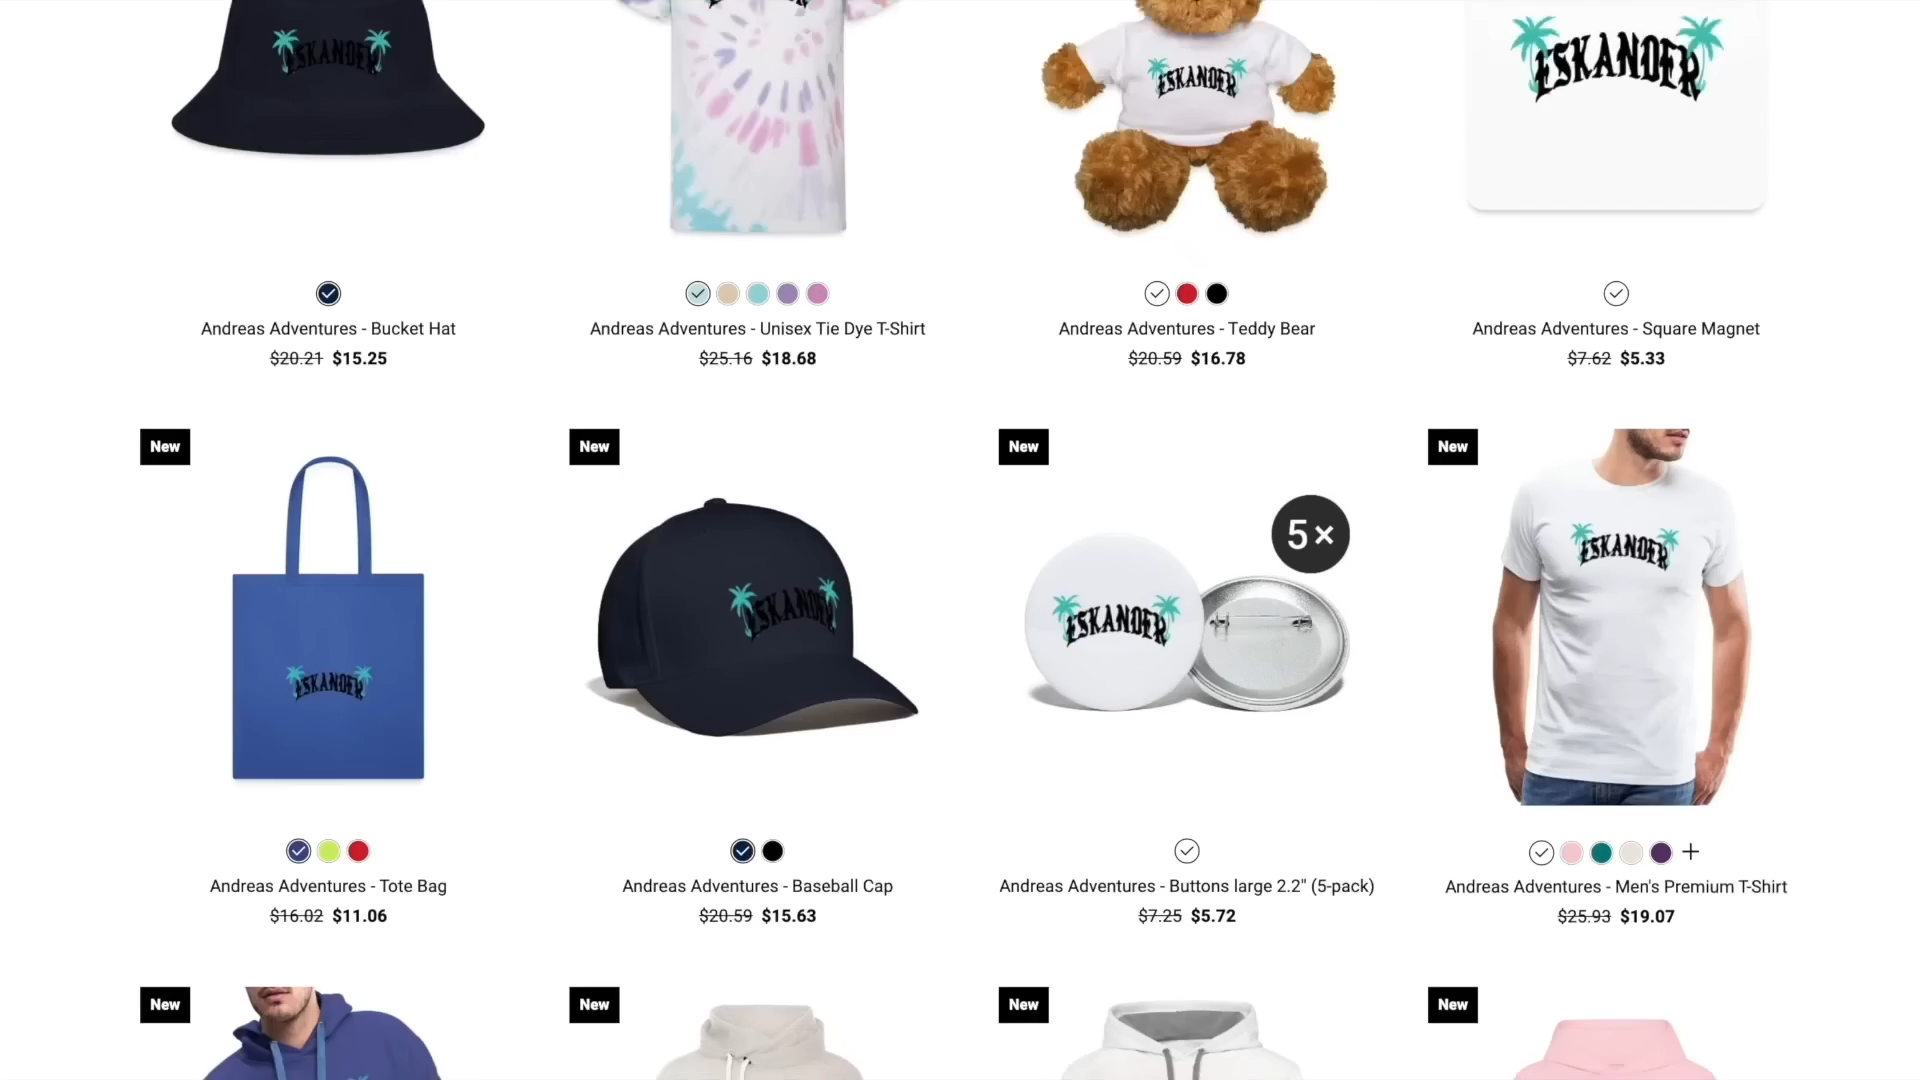 ESKANDER
ESKANDER
ESKANDER
Andreas Adventures - Bucket Hat
$20.21 $15.25
Andreas Adventures - Unisex Tie Dye T-Shirt
$25.16 $18.68
Andreas Adventures - Teddy Bear
$20.59 $16.78
Andreas Adventures - Square Magnet
$7.62 $5.33
New
New
New
New
ESKANDER
ESKANDER
5×
ESKANDER
ESKANDER
Andreas Adventures - Tote Bag
$16.02 $11.06
Andreas Adventures - Baseball Cap
$20.59 $15.63
Andreas Adventures - Buttons large 2.2" (5-pack)
$7.25 $5.72
Andreas Adventures - Men's Premium T-Shirt
$25.93 $19.07
New
New
New
New